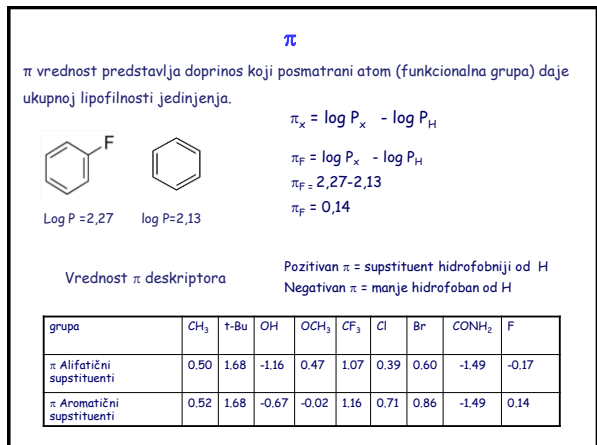 π
π vrednost predstavlja doprinos koji posmatrani atom (funkcionalna grupa) daje
ukupnoj lipofilnosti jedinjenja.
πx = log Px - log PH
F
πF = log Px - log PH
πF = 2,27-2,13
πF = 0,14
Log P =2,27 log P=2,13
Vrednost π deskriptora
Pozitivan π = supstituent hidrofobniji od H
Negativan π = manje hidrofoban od H
grupa CH3 t-Bu OH OCH3 CF3 Cl Br CONH2 F
π Alifatični 0,50 1,68 -1,16 0,47 1,07 0,39 0,60 -1,49 -0,17
supstituenti
π Aromatični 0,52 1,68 -0,67 -0,02 1,16 0,71 0,86 -1,49 0,14
supstituenti